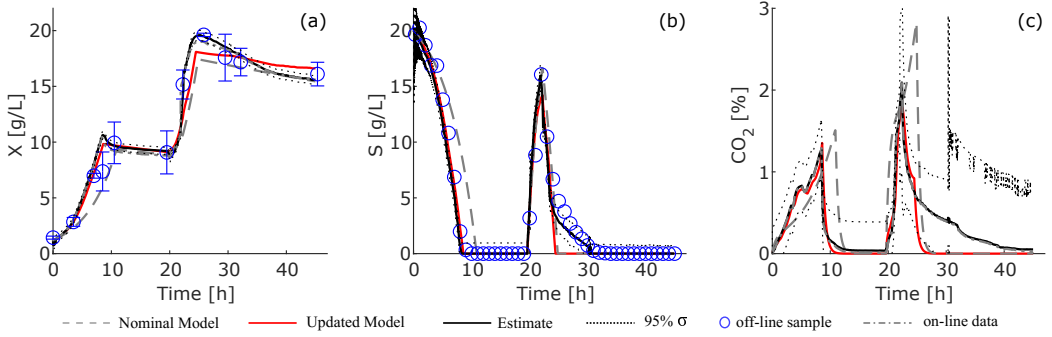 (a)
20
15
10
5
0
X [g/L]
0 10 20 30 40
Time [h]
(b)
20
15
10
5
0
S [g/L]
0 10 20 30 40
Time [h]
(c)
3
2
1
0
CO2 [%]
0 10 20 30 40
Time [h]
Nominal Model Updated Model Estimate 95% σ off-line sample on-line data